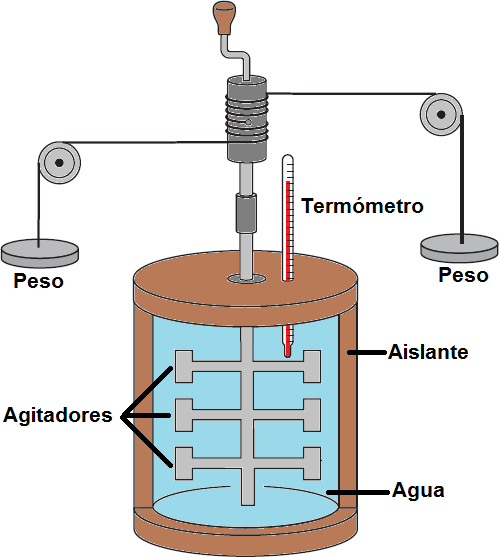 Termómetro
Peso
Peso
Aislante
Agitadores
Agua